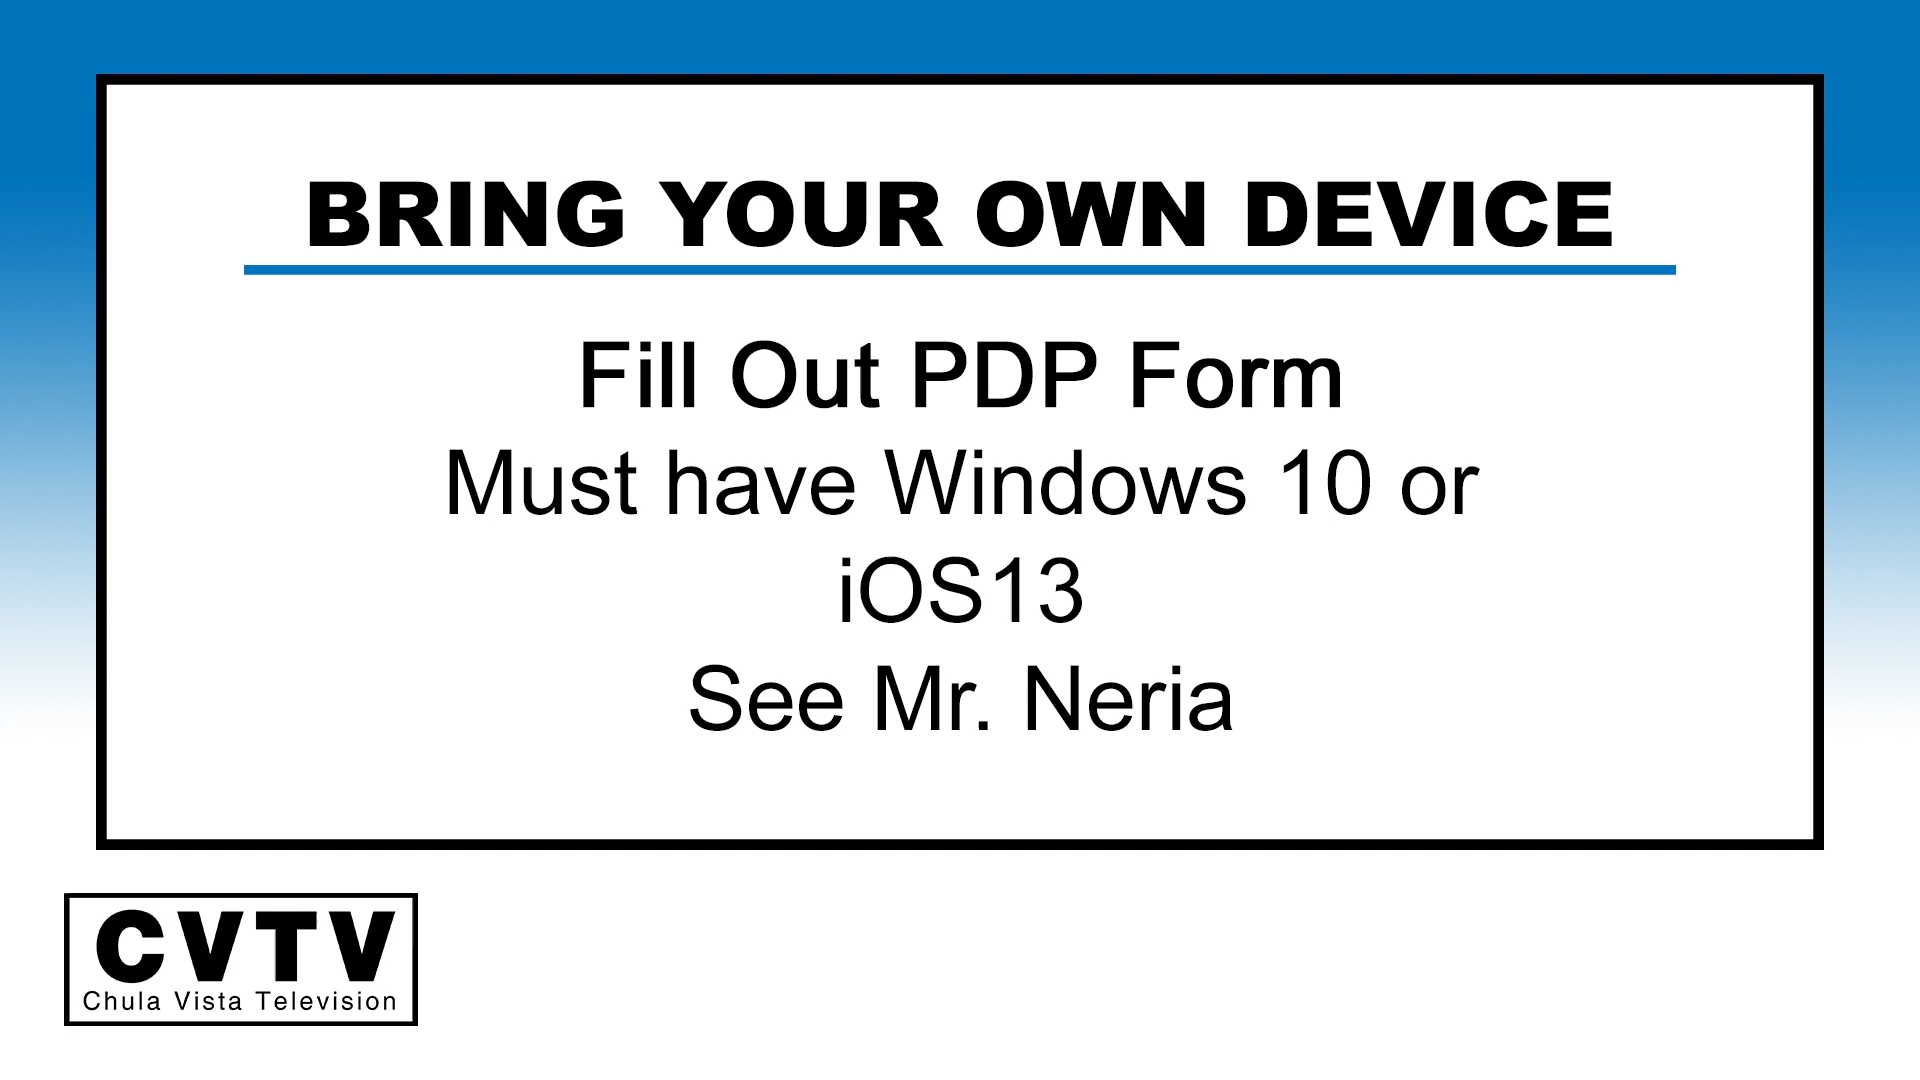 BRING YOUR OWN DEVICE
Fill Out PDP Form
Must have Windows 10 or
iOS13
See Mr. Neria
CVTV
Chula Vista Television